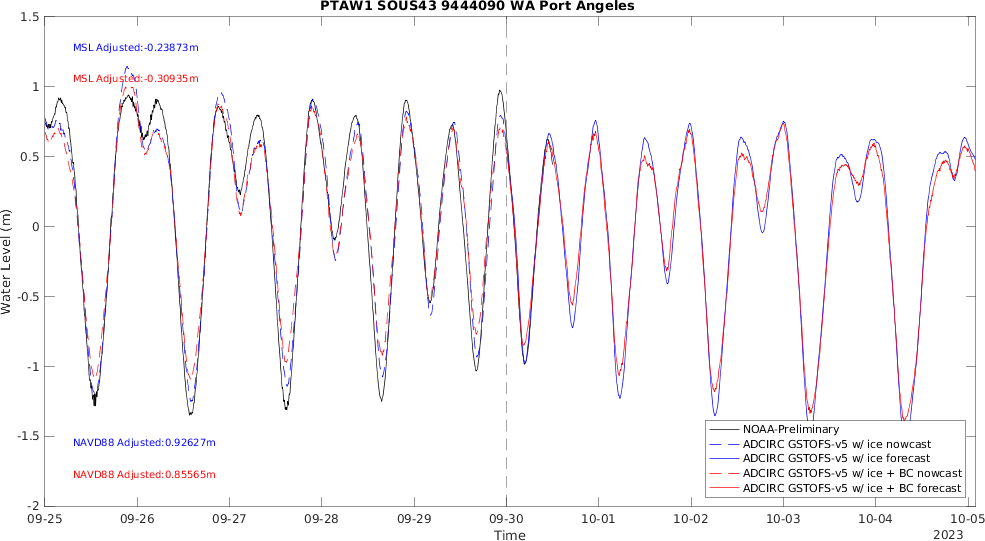 PTAW1 SOUS43 9444090 WA Port Angeles
1.5
1
0.5
0
-0.5
-1
-1.5
-2
Water Level (m)
MSL Adjusted:-0.23873m
MSL Adjusted:-0.30935m
NAVD88 Adjusted:0.92627m
NAVD88 Adjusted:0.85565m
NOAA-Preliminary
ADCIRC GSTOFS-v5 w/ ice nowcast
ADCIRC GSTOFS-v5 w/ ice forecast
ADCIRC GSTOFS-v5 w/ ice + BC nowcast
ADCIRC GSTOFS-v5 w/ ice + BC forecast
09-25 09-26 09-27 09-28 09-29 09-30 10-01 10-02 10-03 10-04 10-05
Time
2023